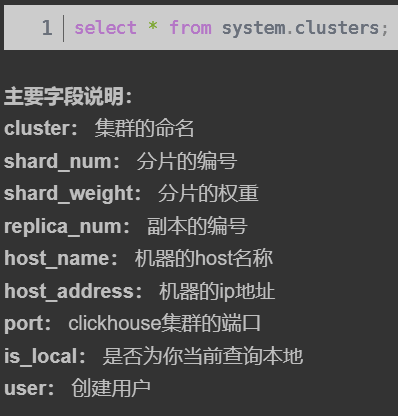 1 select * from system.clusters;
主要字段说明：
cluster： 集群的命名
shard_num： 分片的编号
shard_weight： 分片的权重
replica_num： 副本的编号
host_name： 机器的host名称
host_address： 机器的ip地址
port： clickhouse集群的端口
is_local： 是否为你当前查询本地
user： 创建用户